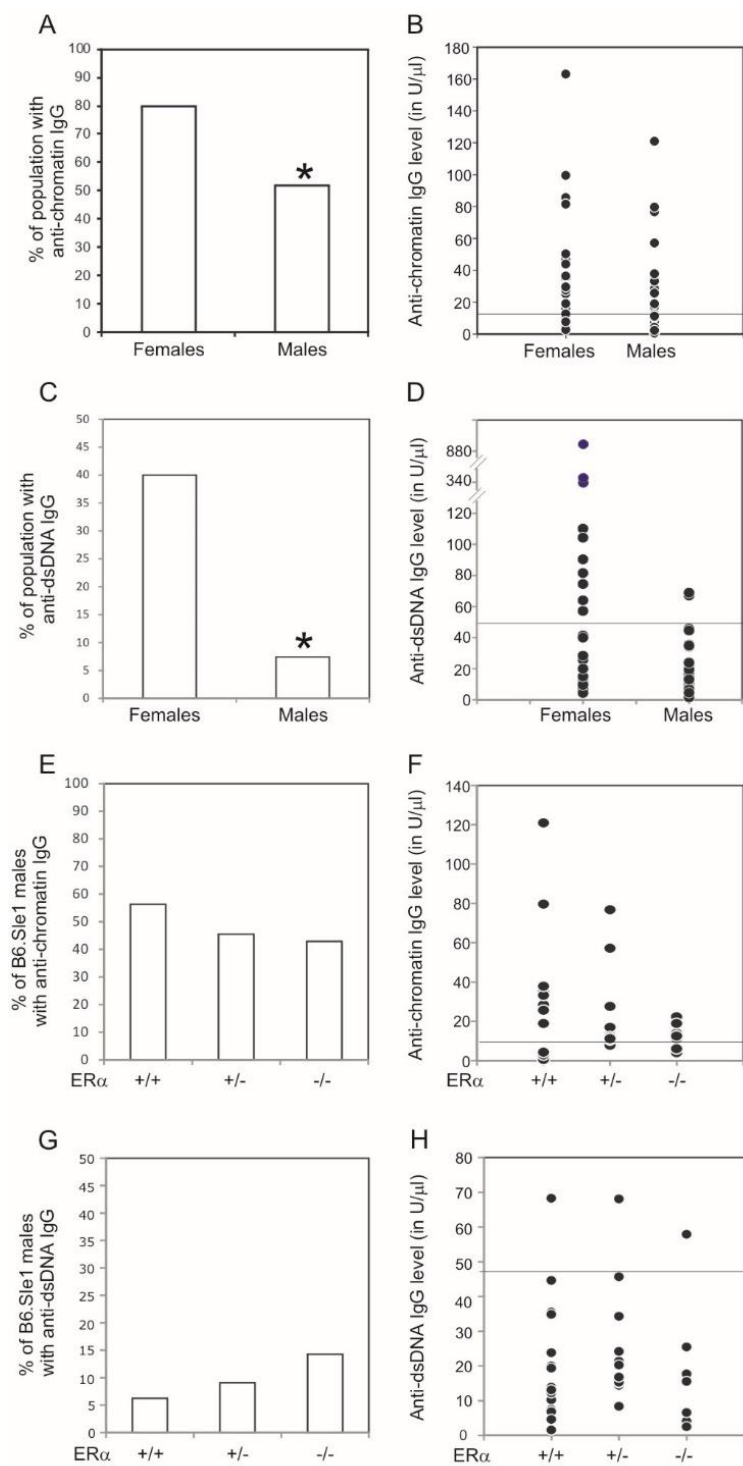 A
% of population with
anti-chromatin IgG
100
90
80
70
60
50
40
30
20
10
0
*
Females Males
B
Anti-chromatin IgG level (in U/µl)
180
160
140
120
100
80
60
40
20
0
Females Males
C
% of population with
anti-dsDNA IgG
50
45
40
35
30
25
20
15
10
5
0
*
Females Males
D
Anti-dsDNA IgG level (in U/µl)
880
340
120
100
80
60
40
20
0
Females Males
E
% of B6.Sle1 males
with anti-chromatin IgG
100
90
80
70
60
50
40
30
20
10
0
ERα +/+ +/- -/-
F
Anti-chromatin IgG level (in U/µl)
140
120
100
80
60
40
20
0
ERα +/+ +/- -/-
G
% of B6.Sle1 males
with anti-dsDNA IgG
50
45
40
35
30
25
20
15
10
5
0
ERα +/+ +/- -/-
H
Anti-dsDNA IgG level (in U/µl)
80
70
60
50
40
30
20
10
0
ERα +/+ +/- -/-